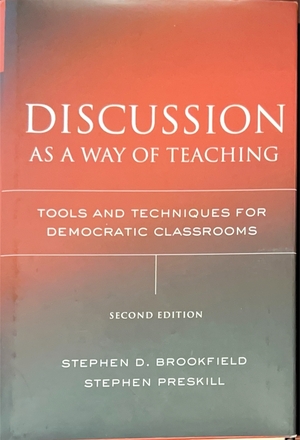 DISCUSSION
AS A WAY OF TEACHING
TOOLS AND TECHNIQUES FOR
DEMOCRATIC CLASSROOMS
SECOND EDITION
STEPHEN D. BROOKFIELD
STEPHEN PRESKILL